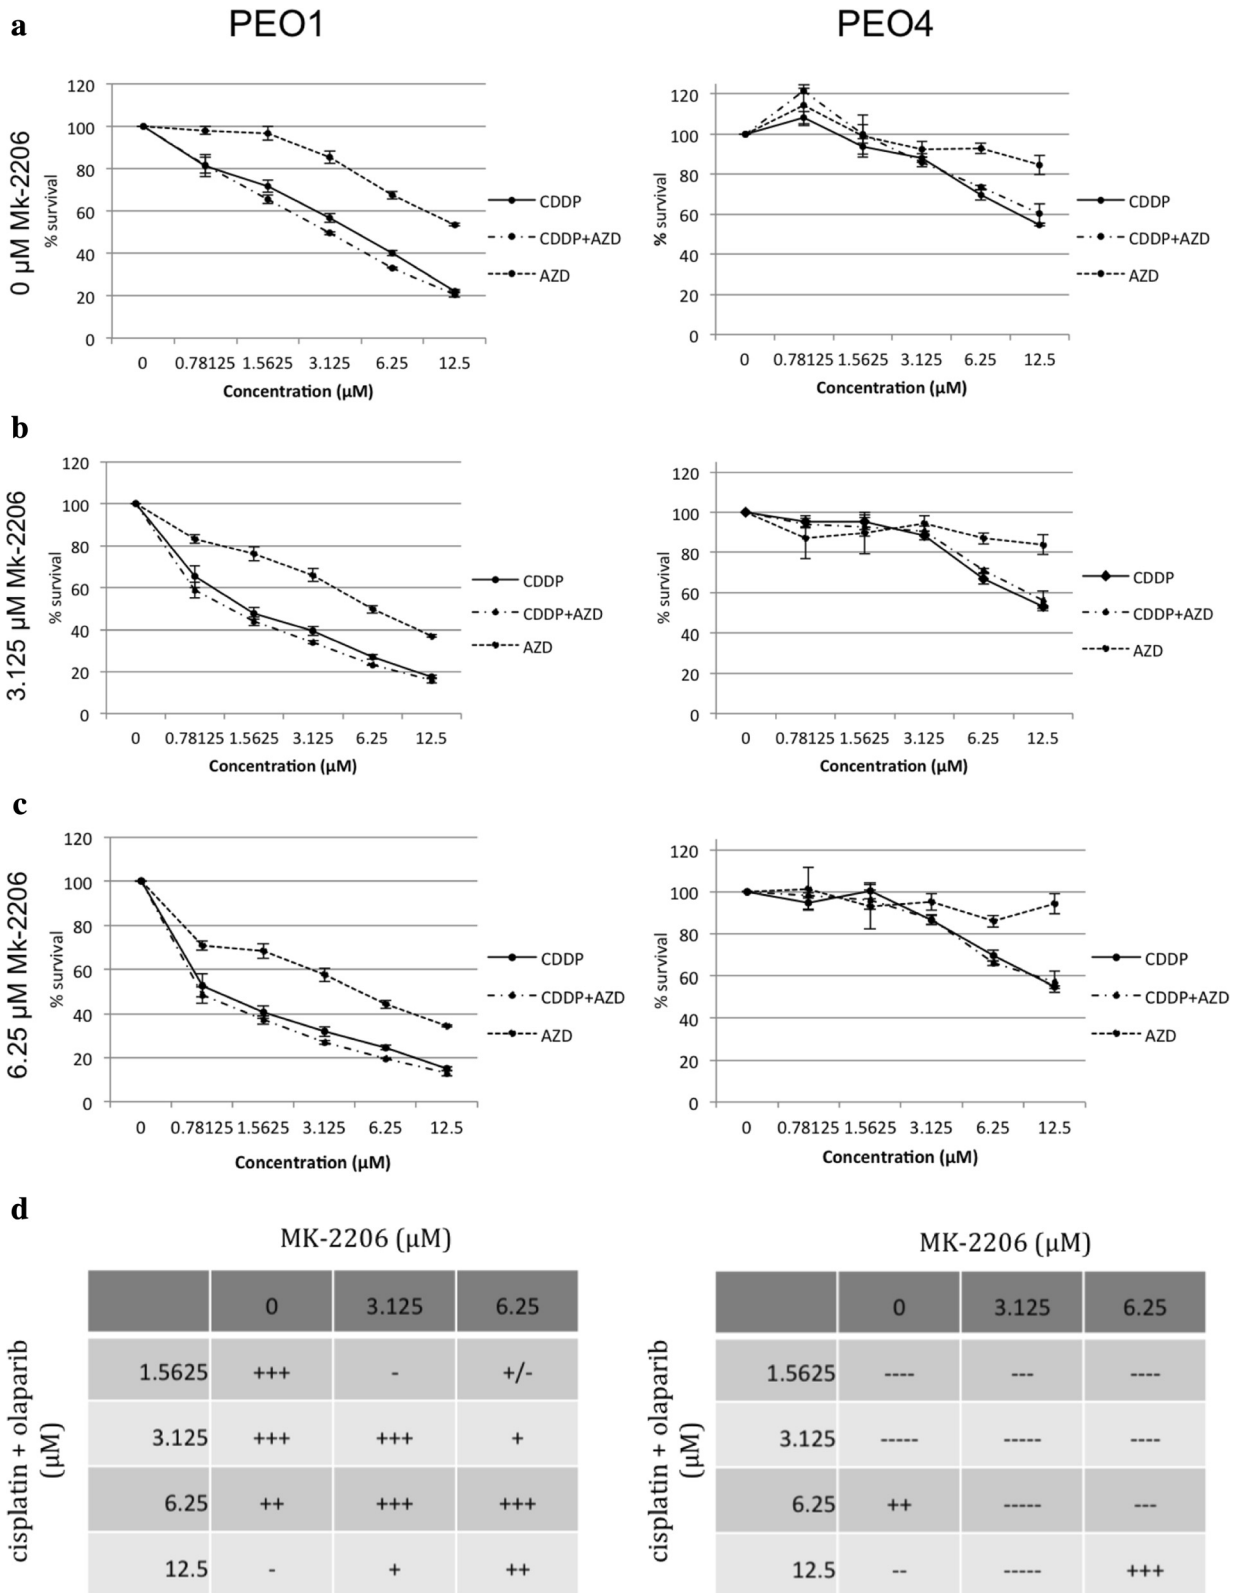 a
PEO1
PEO4
0 µM Mk-2206
% survival
120
100
80
60
40
20
0
0 0.78125 1.5625 3.125 6.25 12.5
Concentration (µM)
CDDP
CDDP+AZD
AZD
% survival
120
100
80
60
40
20
0
0 0.78125 1.5625 3.125 6.25 12.5
Concentration (µM)
CDDP
CDDP+AZD
AZD
b
3.125 µM Mk-2206
% survival
120
100
80
60
40
20
0
0 0.78125 1.5625 3.125 6.25 12.5
Concentration (µM)
CDDP
CDDP+AZD
AZD
% survival
120
100
80
60
40
20
0
0 0.78125 1.5625 3.125 6.25 12.5
Concentration (µM)
CDDP
CDDP+AZD
AZD
c
6.25 µM Mk-2206
% survival
120
100
80
60
40
20
0
0 0.78125 1.5625 3.125 6.25 12.5
Concentration (µM)
CDDP
CDDP+AZD
AZD
% survival
120
100
80
60
40
20
0
0 0.78125 1.5625 3.125 6.25 12.5
Concentration (µM)
CDDP
CDDP+AZD
AZD
d
MK-2206 (µM)
cisplatin + olaparib
(µM)
0 3.125 6.25
1.5625 +++ - +/-
3.125 +++ +++ +
6.25 ++ +++ +++
12.5 - + ++
MK-2206 (µM)
cisplatin + olaparib
(µM)
0 3.125 6.25
1.5625 ---- --- ----
3.125 ----- ----- ----
6.25 ++ ----- ---
12.5 -- ----- +++